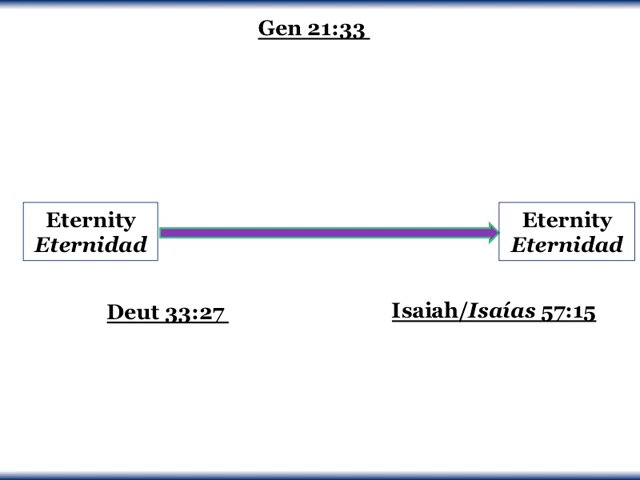 Gen 21:33
Eternity
Eternidad
Eternity
Eternidad
Deut 33:27
Isaiah/Isaías 57:15